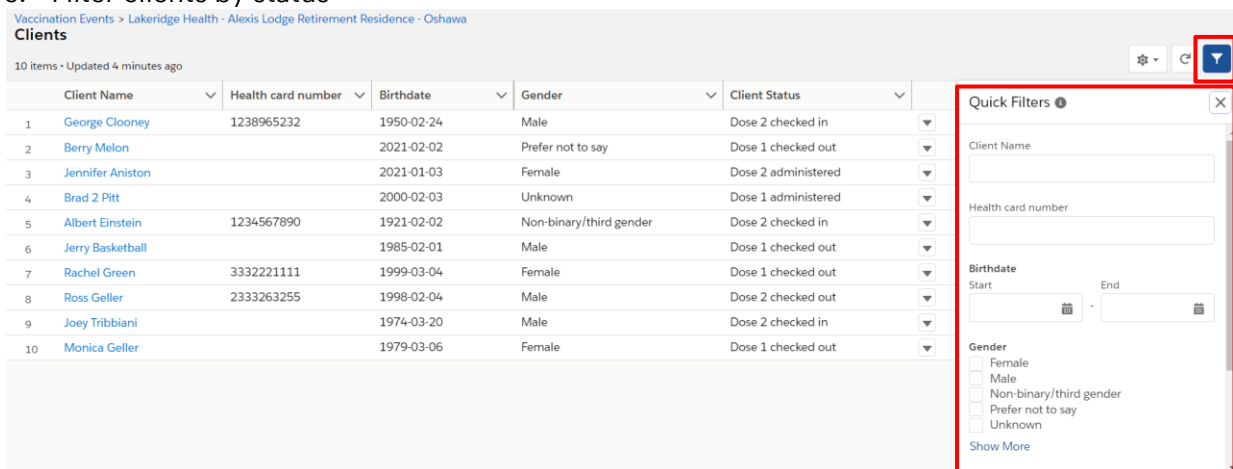 Vaccination Events > Lakeridge Health - Alexis Lodge Retirement Residence - Oshawa
Clients
10 items • Updated 4 minutes ago
Client Name Health card number Birthdate Gender Client Status
1 George Clooney 1238965232 1950-02-24 Male Dose 2 checked in
2 Berry Melon 2021-02-02 Prefer not to say Dose 1 checked out
3 Jennifer Aniston 2021-01-03 Female Dose 2 administered
4 Brad 2 Pitt 2000-02-03 Unknown Dose 1 administered
5 Albert Einstein 1234567890 1921-02-02 Non-binary/third gender Dose 2 checked in
6 Jerry Basketball 1985-02-01 Male Dose 1 checked out
7 Rachel Green 3332221111 1999-03-04 Female Dose 1 checked out
8 Ross Geller 2333263255 1998-02-04 Male Dose 2 checked out
9 Joey Tribbiani 1974-03-20 Male Dose 2 checked in
10 Monica Geller 1979-03-06 Female Dose 1 checked out
Quick Filters
Client Name
Health card number
Birthdate
Start End
-
Gender
Female
Male
Non-binary/third gender
Prefer not to say
Unknown
Show More